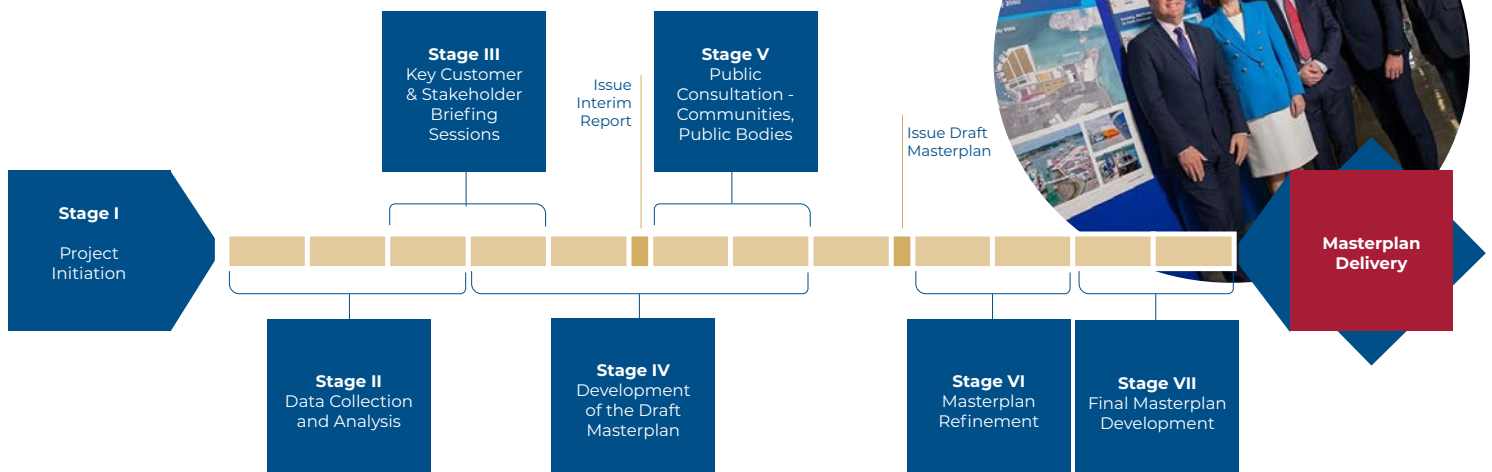 Stage I
Project
Initiation
Stage II
Data Collection
and Analysis
Stage III
Key Customer
& Stakeholder
Briefing
Sessions
Stage IV
Development
of the Draft
Masterplan
Issue
Interim
Report
Stage V
Public
Consultation -
Communities,
Public Bodies
Issue Draft
Masterplan
Stage VI
Masterplan
Refinement
Stage VII
Final Masterplan
Development
Masterplan
Delivery